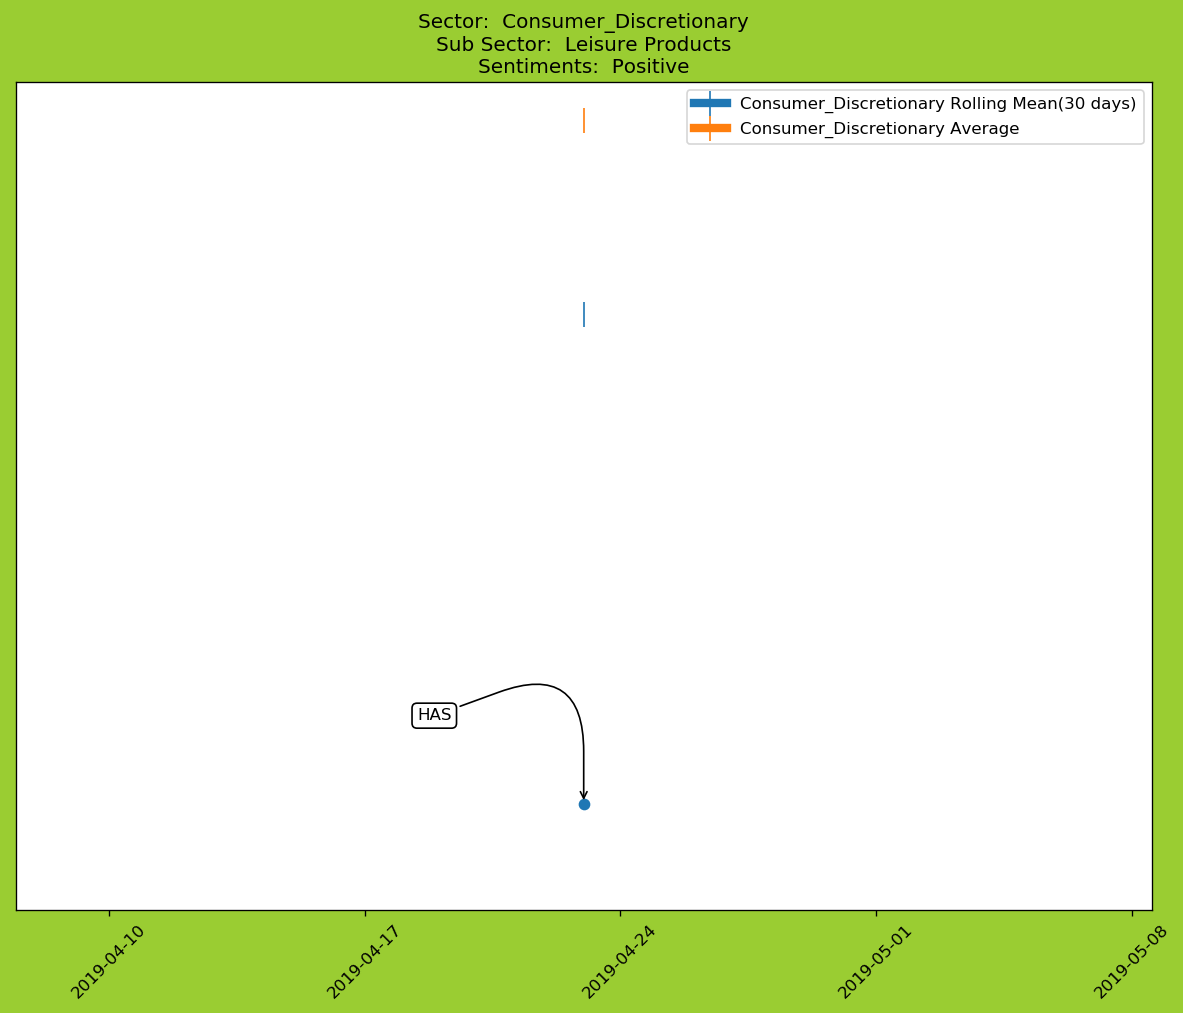 Sector:  Consumer_Discretionary
Sub Sector:  Leisure Products
Sentiments:  Positive
Consumer_Discretionary Rolling Mean(30 days)
Consumer_Discretionary Average
HAS
2019-04-10
2019-04-17
2019-04-24
2019-05-01
2019-05-08